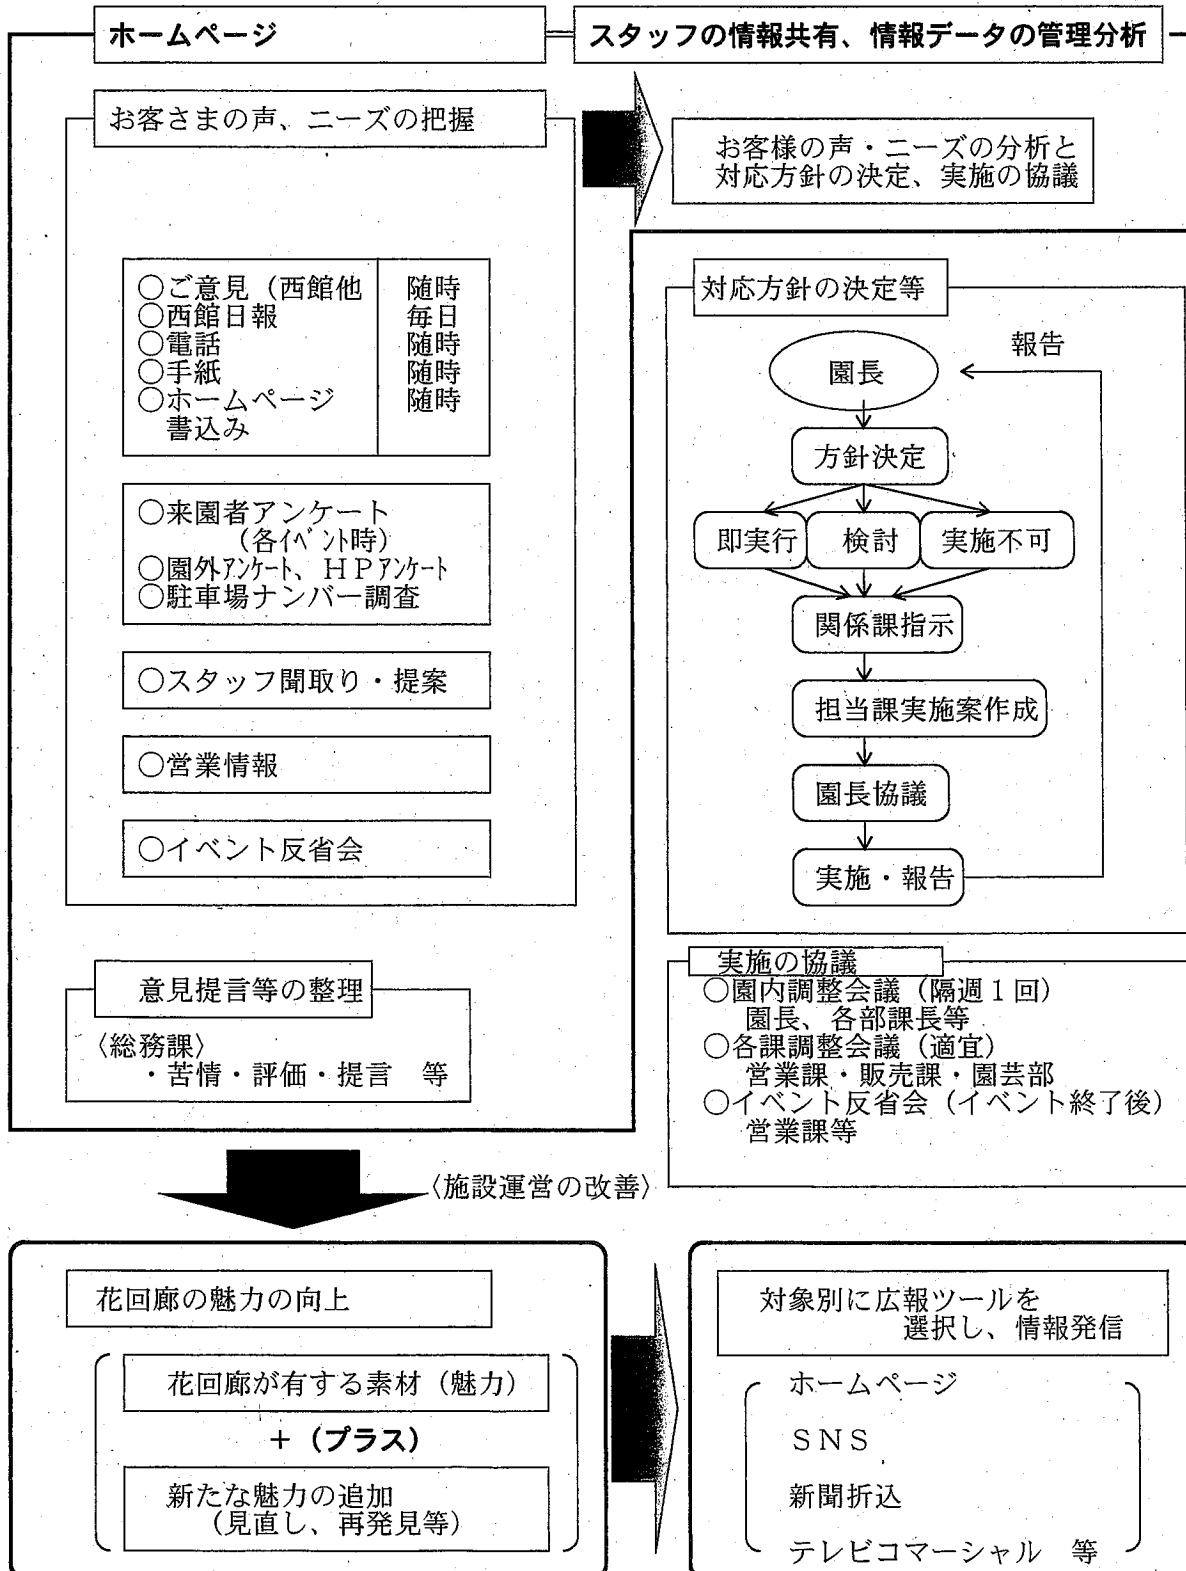 ホームページ
スタッフの情報共有、情報データの管理分析
お客さまの声、ニーズの把握
お客様の声・ニーズの分析と
対応方針の決定、実施の協議
○ご意見（西館他 随時
○西館日報 毎日
○電話 随時
○手紙 随時
○ホームページ 随時
書込み
○来園者アンケート
（各イベント時）
○園外アンケート、ＨＰアンケート
○駐車場ナンバー調査
○スタッフ聞取り・提案
○営業情報
○イベント反省会
意見提言等の整理
〈総務課〉
・苦情・評価・提言　等
対応方針の決定等
報告
園長
方針決定
即実行 検討 実施不可
関係課指示
担当課実施案作成
園長協議
実施・報告
実施の協議
○園内調整会議（隔週１回）
園長、各部課長等
○各課調整会議（適宜）
営業課・販売課・園芸部
○イベント反省会（イベント終了後）
営業課等
〈施設運営の改善〉
花回廊の魅力の向上
花回廊が有する素材（魅力）
＋（プラス）
新たな魅力の追加
（見直し、再発見等）
対象別に広報ツールを
選択し、情報発信
ホームページ
ＳＮＳ
新聞折込
テレビコマーシャル　等